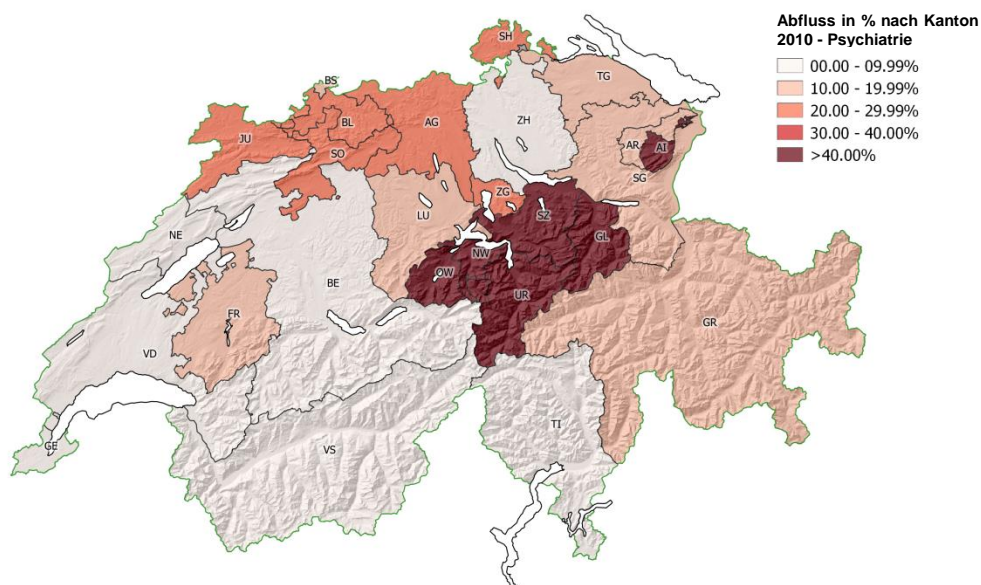 Abfluss in % nach Kanton
2010 - Psychiatrie
00.00 - 09.99%
10.00 - 19.99%
20.00 - 29.99%
30.00 - 40.00%
>40.00%
SH
BS
TG
BL
AG
ZH
JU
SO
AR
AI
SG
ZG
LU
SZ
NE
GL
NW
OW
BE
UR
FR
GR
VD
TI
GE
VS